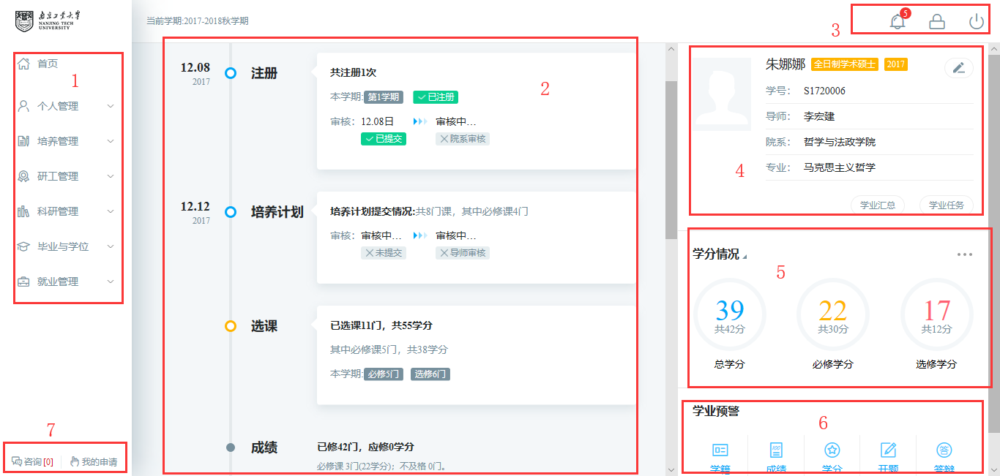 南京工业大学
NANJING TECH
UNIVERSITY
当前学期:2017-2018秋学期
5
3
1
首页
个人管理
培养管理
研工管理
科研管理
毕业与学位
就业管理
7
咨询[0]
我的申请
2
12.08
2017
注册
共注册1次
本学期:第1学期 已注册
审核: 12.08日 审核中...
已提交 院系审核
12.12
2017
培养计划
培养计划提交情况:共8门课，其中必修课4门
审核: 审核中... 审核中...
未提交 导师审核
选课
已选课11门，共55学分
其中必修课5门，共38学分
本学期:必修5门 选修6门
成绩
已修42门，应修0学分
必修课 3门(22学分)；不及格 0门。
朱娜娜 全日制学术硕士 2017
学号: S1720006
导师: 李宏建
院系: 哲学与法政学院
专业: 马克思主义哲学
4
学业汇总 学业任务
学分情况
5
39 22 17
共42分 共30分 共12分
总学分 必修学分 选修学分
学业预警
6
100
答
学籍 成绩 学分 开题 答辩